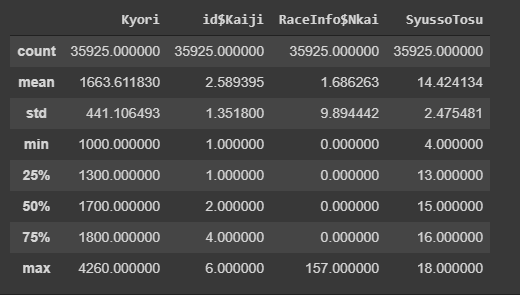 Kyori id$Kaiji RaceInfo$Nkai SyussoTosu
count 35925.000000 35925.000000 35925.000000 35925.000000
mean 1663.611830 2.589395 1.686263 14.424134
std 441.106493 1.351800 9.894442 2.475481
min 1000.000000 1.000000 0.000000 4.000000
25% 1300.000000 1.000000 0.000000 13.000000
50% 1700.000000 2.000000 0.000000 15.000000
75% 1800.000000 4.000000 0.000000 16.000000
max 4260.000000 6.000000 157.000000 18.000000